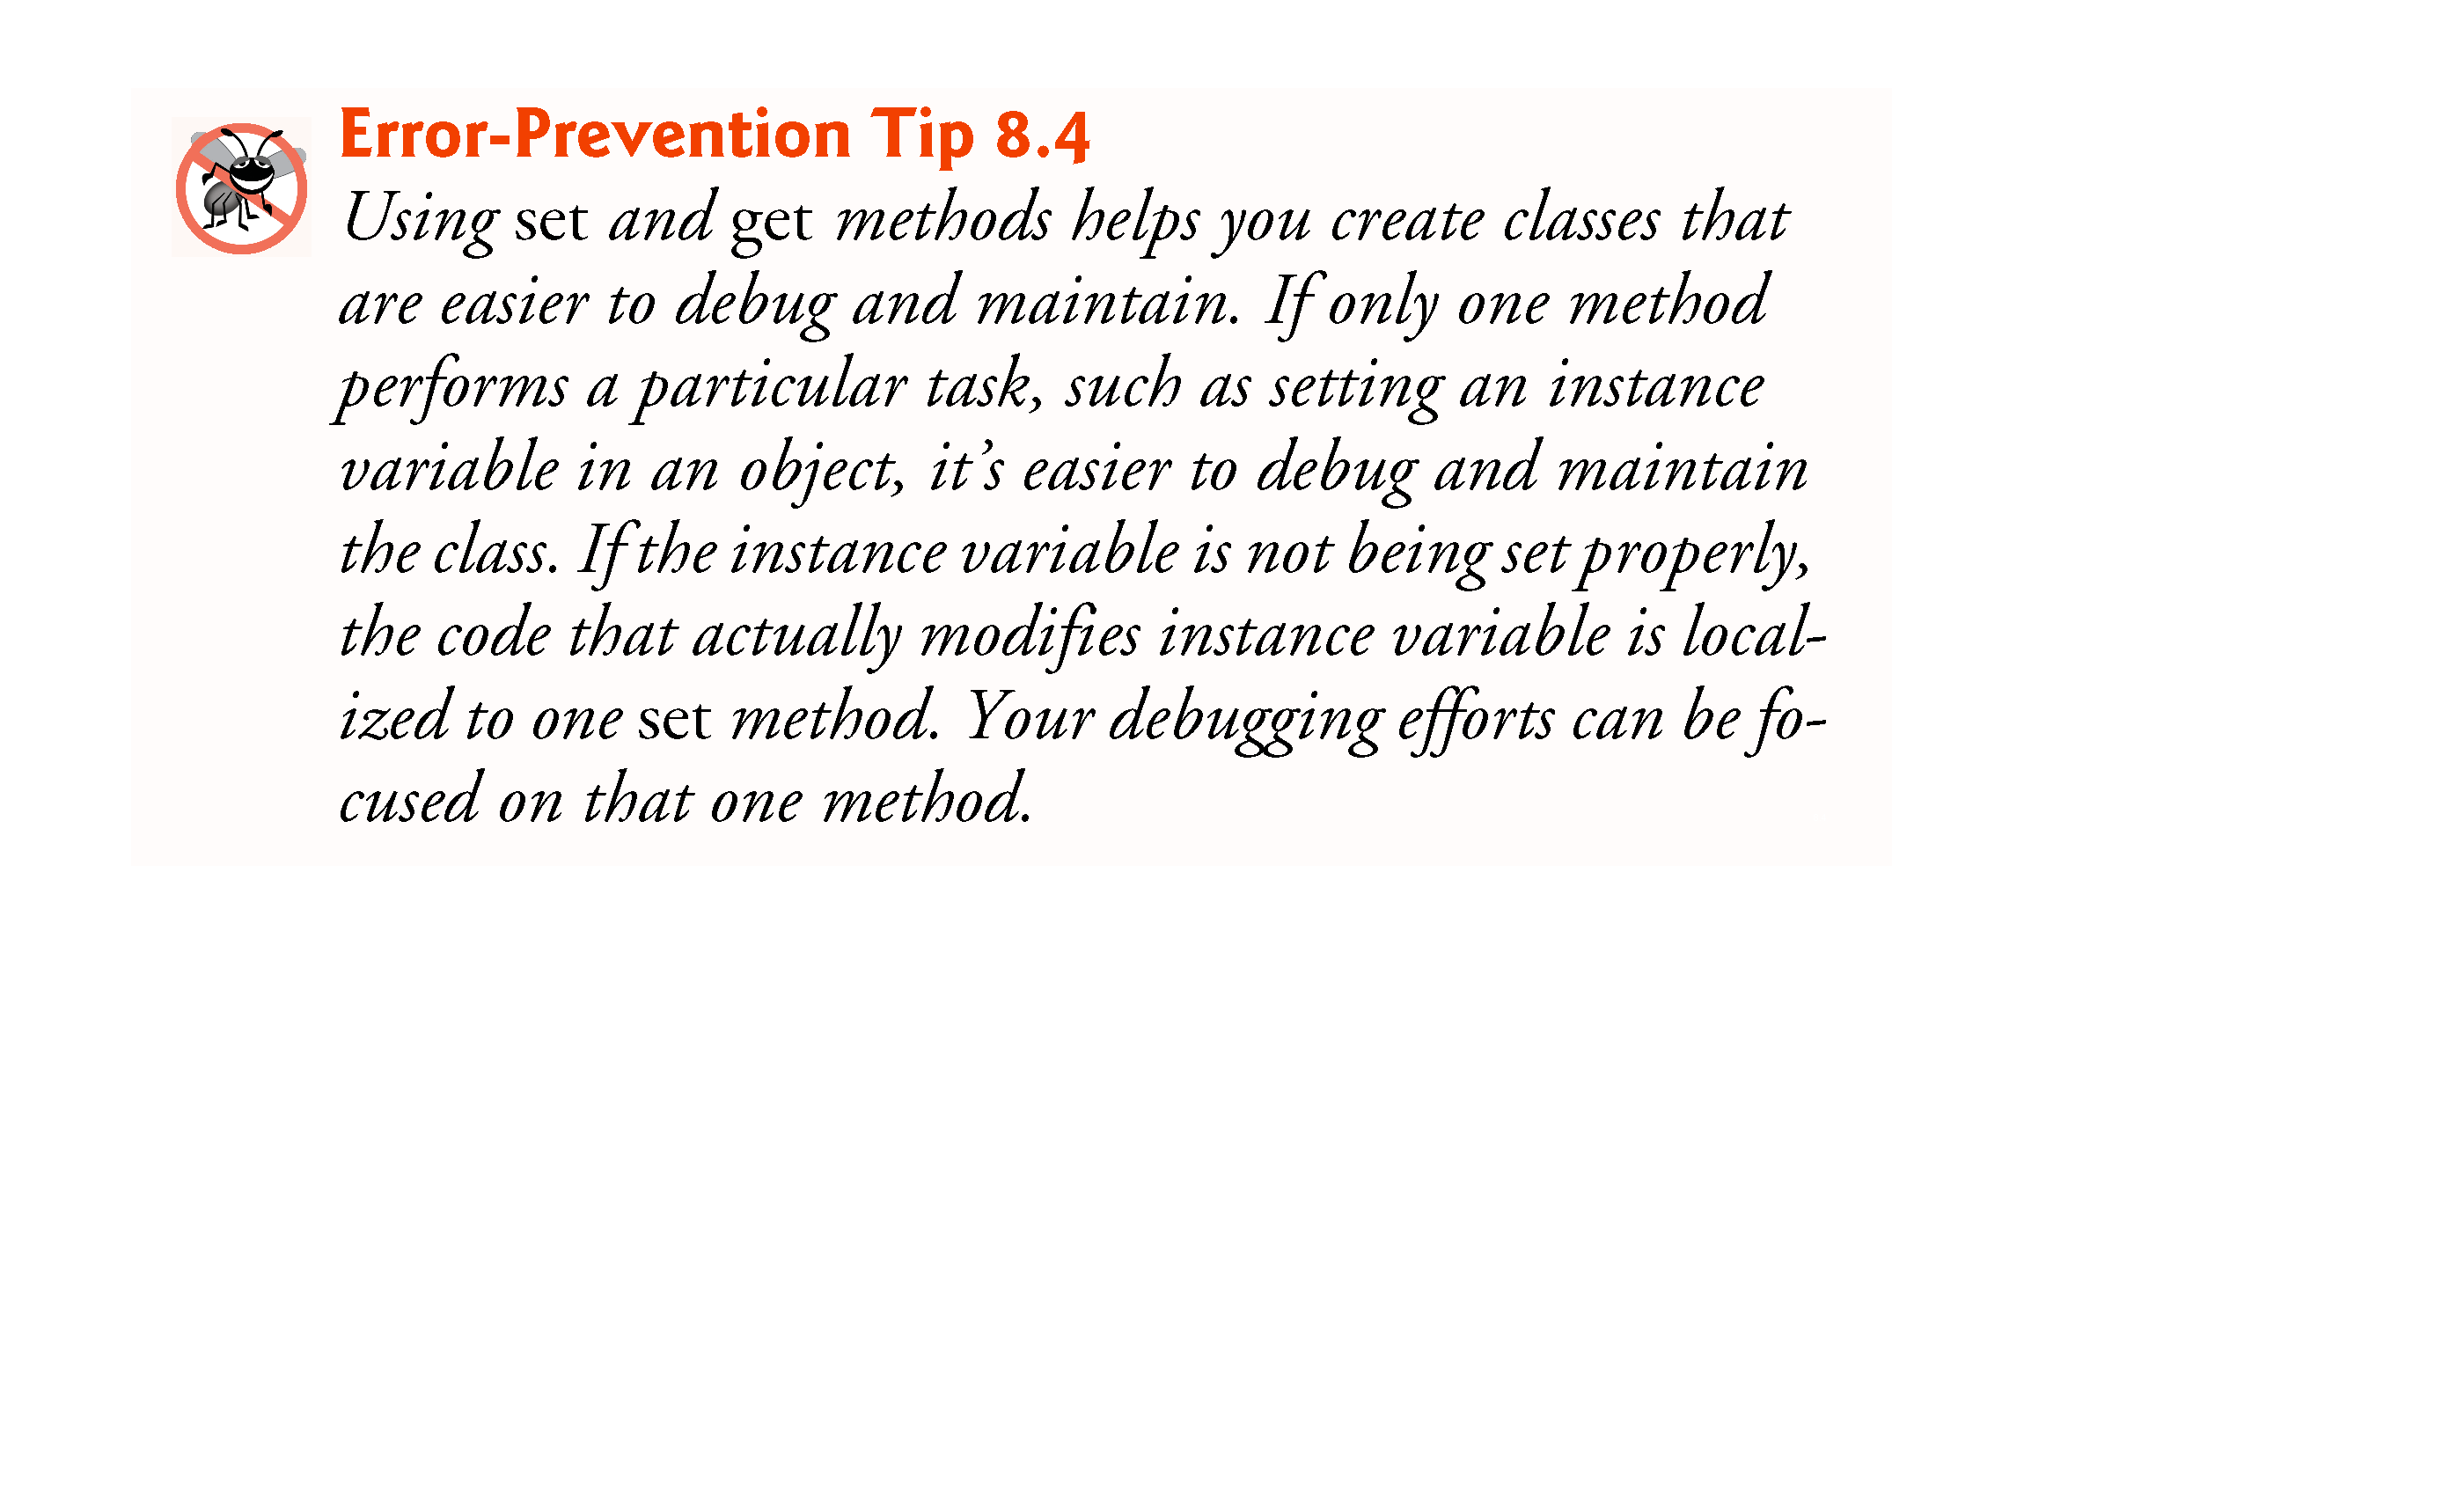 Error-Prevention Tip 8.4
Using set and get methods helps you create classes that
are easier to debug and maintain. If only one method
performs a particular task, such as setting an instance
variable in an object, it’s easier to debug and maintain
the class. If the instance variable is not being set properly,
the code that actually modifies instance variable is local-
ized to one set method. Your debugging efforts can be fo-
cused on that one method.